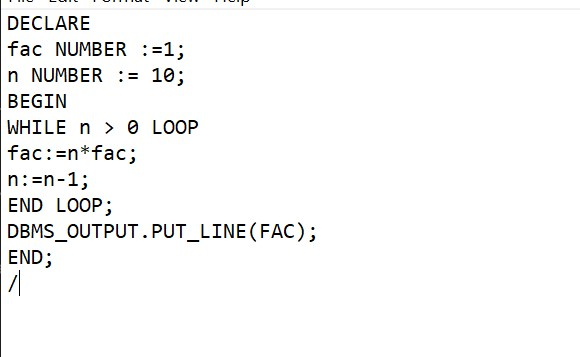 DECLARE
fac NUMBER :=1;
n NUMBER := 10;
BEGIN
WHILE n > 0 LOOP
fac:=n*fac;
n:=n-1;
END LOOP;
DBMS_OUTPUT.PUT_LINE(FAC);
END;
/